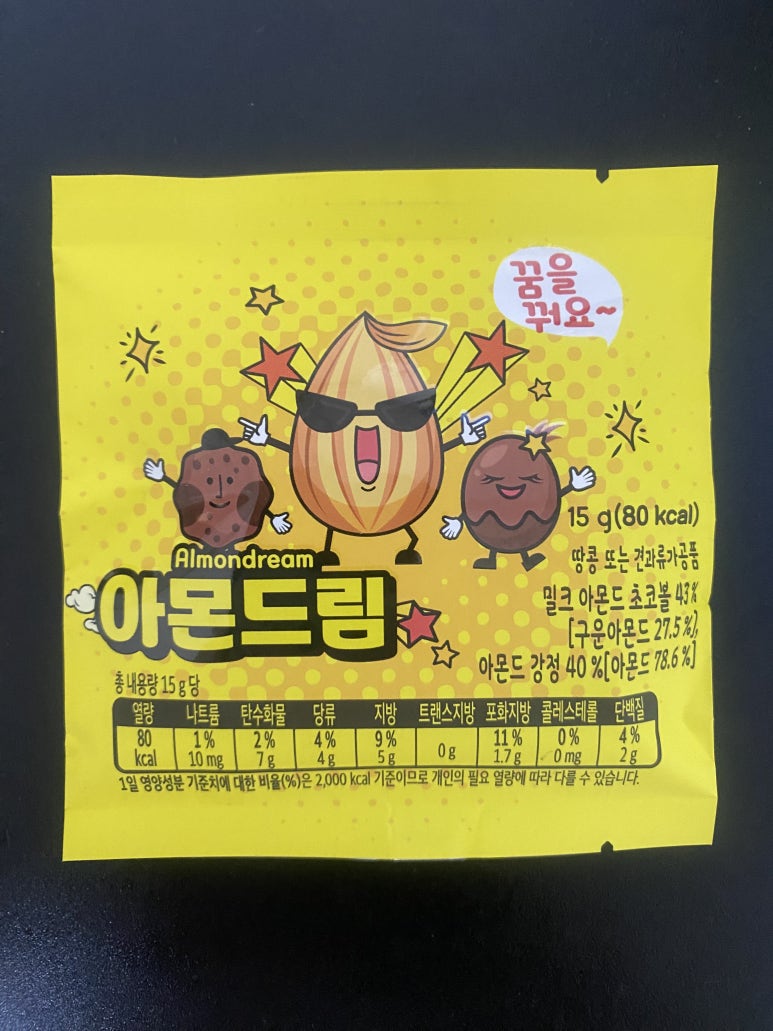 꿈을
꿔요~
15 g(80 kcal)
땅콩 또는 견과류가공품
밀크 아몬드 초코볼 43%
[구운아몬드 27.5%],
아몬드 강정 40 %[아몬드 78.6%]
Almondream
아몬드림
총 내용량 15 g 당
열량 나트륨 탄수화물 당류 지방 트랜스지방 포화지방 콜레스테롤 단백질
80 1% 2% 4% 9% 0 g 11% 0% 4%
kcal 10 mg 7 g 4 g 5 g 1.7 g 0 mg 2 g
1일 영양성분 기준치에 대한 비율(%)은 2,000 kcal 기준이므로 개인의 필요 열량에 따라 다를 수 있습니다.